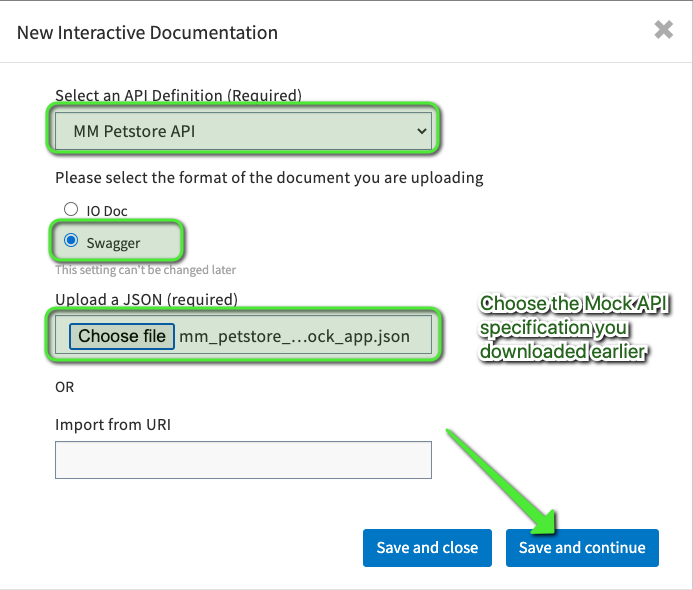 New Interactive Documentation
Select an API Definition (Required)
MM Petstore API
Please select the format of the document you are uploading
IO Doc
Swagger
This setting can't be changed later
Upload a JSON (required)
Choose file mm_petstore_...ock_app.json
Choose the Mock API
specification you
downloaded earlier
OR
Import from URI
Save and close
Save and continue